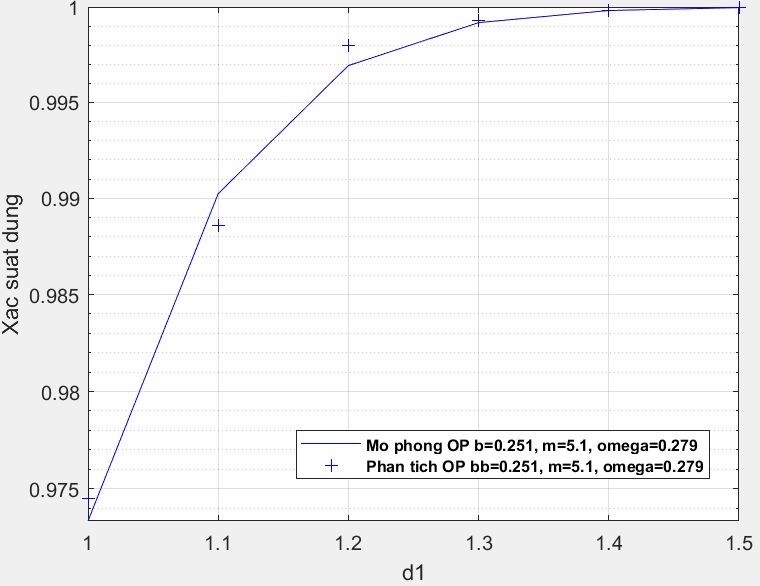 1
0.995
0.99
0.985
0.98
0.975
Xac suat dung
Mo phong OP b=0.251, m=5.1, omega=0.279
Phan tich OP bb=0.251, m=5.1, omega=0.279
1 1.1 1.2 1.3 1.4 1.5
d1